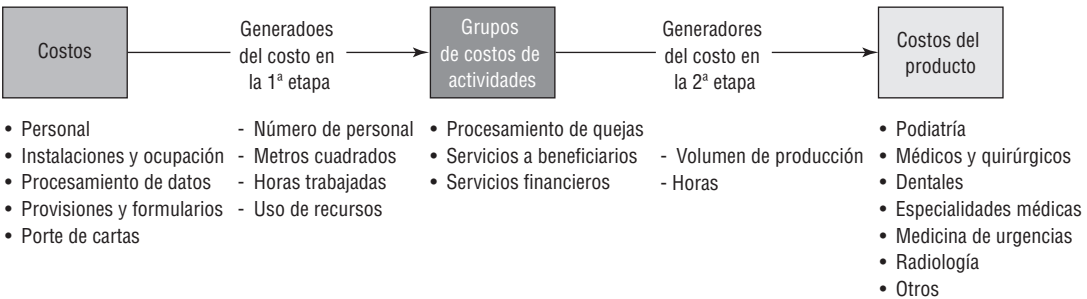 Costos
Generadoes
del costo en
la 1ª etapa
Grupos
de costos de
actividades
Generadores
del costo en
la 2ª etapa
Costos del
producto
• Personal
• Instalaciones y ocupación
• Procesamiento de datos
• Provisiones y formularios
• Porte de cartas
- Número de personal
- Metros cuadrados
- Horas trabajadas
- Uso de recursos
• Procesamiento de quejas
• Servicios a beneficiarios
• Servicios financieros
- Volumen de producción
- Horas
• Podiatría
• Médicos y quirúrgicos
• Dentales
• Especialidades médicas
• Medicina de urgencias
• Radiología
• Otros